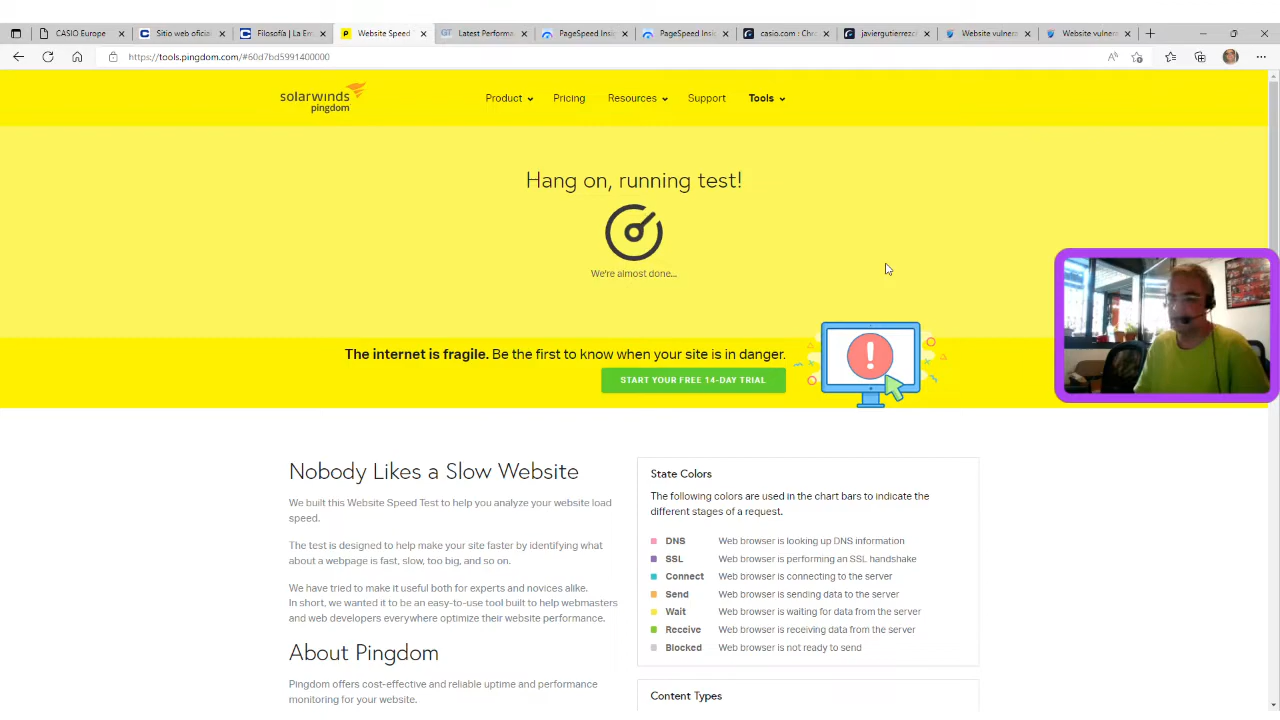 CASIO Europe
Sitio web oficial
Filosofía | La Em
Website Speed
GT
Latest Performa
PageSpeed Insi
PageSpeed Insi
casio.com : Chr
javiergutierrezch
Website vulnera
Website vulnera
https://tools.pingdom.com/#60d7bd5991400000
solarwinds
pingdom
Product
Pricing
Resources
Support
Tools
Hang on, running test!
We're almost done...
The internet is fragile. Be the first to know when your site is in danger.
START YOUR FREE 14-DAY TRIAL
Nobody Likes a Slow Website
We built this Website Speed Test to help you analyze your website load
speed.
The test is designed to help make your site faster by identifying what
about a webpage is fast, slow, too big, and so on.
We have tried to make it useful both for experts and novices alike.
In short, we wanted it to be an easy-to-use tool built to help webmasters
and web developers everywhere optimize their website performance.
About Pingdom
Pingdom offers cost-effective and reliable uptime and performance
monitoring for your website.
State Colors
The following colors are used in the chart bars to indicate the
different stages of a request.
DNS Web browser is looking up DNS information
SSL Web browser is performing an SSL handshake
Connect Web browser is connecting to the server
Send Web browser is sending data to the server
Wait Web browser is waiting for data from the server
Receive Web browser is receiving data from the server
Blocked Web browser is not ready to send
Content Types